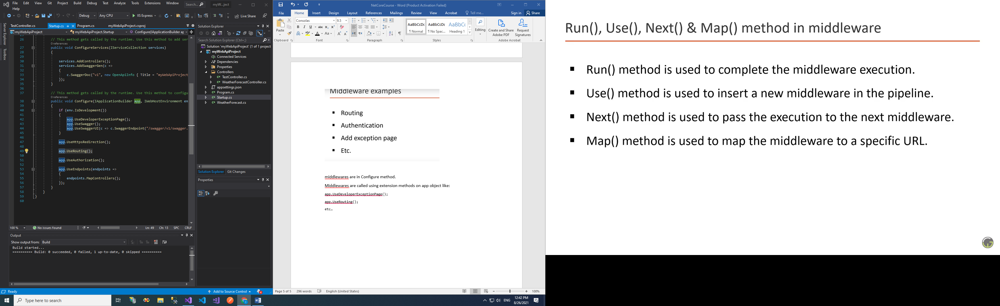 File Edit View Git Project Build Debug Test Analyze Tools Extensions Window Search... myW...ject
Help
Debug Any CPU IIS Express Live Share
Server Explorer
Toolbox
TestController.cs Startup.cs Program.cs myWebApiProject.csproj
myWebApiProject myWebApiProject.Startup Configure(IApplicationBuilder ap
26 // This method gets called by the runtime. Use this method to add ser
0 references
27 public void ConfigureServices(IServiceCollection services)
28 {
29
30 services.AddControllers();
31 services.AddSwaggerGen(c =>
32 {
33 c.SwaggerDoc("v1", new OpenApiInfo { Title = "myWebApiProject
34 });
35 }
36
37 // This method gets called by the runtime. Use this method to configu
0 references
38 public void Configure(IApplicationBuilder app, IWebHostEnvironment en
39 {
40 if (env.IsDevelopment())
41 {
42 app.UseDeveloperExceptionPage();
43 app.UseSwagger();
44 app.UseSwaggerUI(c => c.SwaggerEndpoint("/swagger/v1/swagger.
45 }
46
47 app.UseHttpsRedirection();
48
49 app.UseRouting();
50
51 app.UseAuthorization();
52
53 app.UseEndpoints(endpoints =>
54 {
55 endpoints.MapControllers();
56 });
57 }
58 }
59 }
60
100 % No issues found Ln: 49 Ch: 13 SPC CRLF
Output
Show output from: Build
Build started...
========== Build: 0 succeeded, 0 failed, 1 up-to-date, 0 skipped ==========
Solution Explorer
Search Solution Explorer (Ctrl+;)
Solution 'myWebApiProject' (1 of 1 project
myWebApiProject
Connected Services
Dependencies
Properties
Controllers
C# TestController.cs
C# WeatherForecastController.cs
appsettings.json
C# Program.cs
C# Startup.cs
C# WeatherForecast.cs
Solution Explorer Git Changes
Properties
Ready Add to Source Control 4
Type here to search
NetCoreCourse - Word (Product Activation Failed)
File Home Insert Design Layout References Mailings Review View Acrobat Tell me... Sign in Share
Paste
Consolas 9.5
B I U abc x₂ x²
Aa
AaBbCcDc AaBbCcDc AaBbCc
¶ Normal ¶ No Spac... Heading 1
Editing
Create and Share Adobe PDF
Request Signatures
Clipboard Font Paragraph Styles Adobe Acrobat
Middleware examples
▪ Routing
▪ Authentication
▪ Add exception page
▪ Etc.
middlewares are in Configure method.
Middlewares are called using extension methods on app object like:
app.UseDeveloperExceptionPage();
app.UseRouting();
etc…
Page 5 of 5 296 words English (United States) 100%
ENG 12:42 PM
8/26/2021
Run(), Use(), Next() & Map() method in middleware
▪ Run() method is used to complete the middleware execution.
▪ Use() method is used to insert a new middleware in the pipeline.
▪ Next() method is used to pass the execution to the next middleware.
▪ Map() method is used to map the middleware to a specific URL.